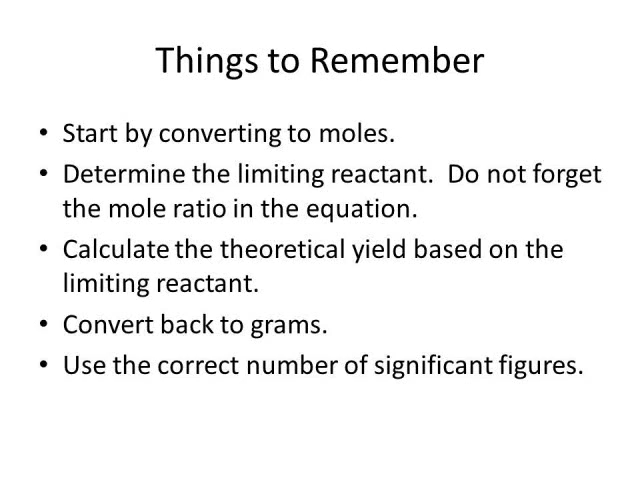 Things to Remember
• Start by converting to moles.
• Determine the limiting reactant.  Do not forget
the mole ratio in the equation.
• Calculate the theoretical yield based on the
limiting reactant.
• Convert back to grams.
• Use the correct number of significant figures.